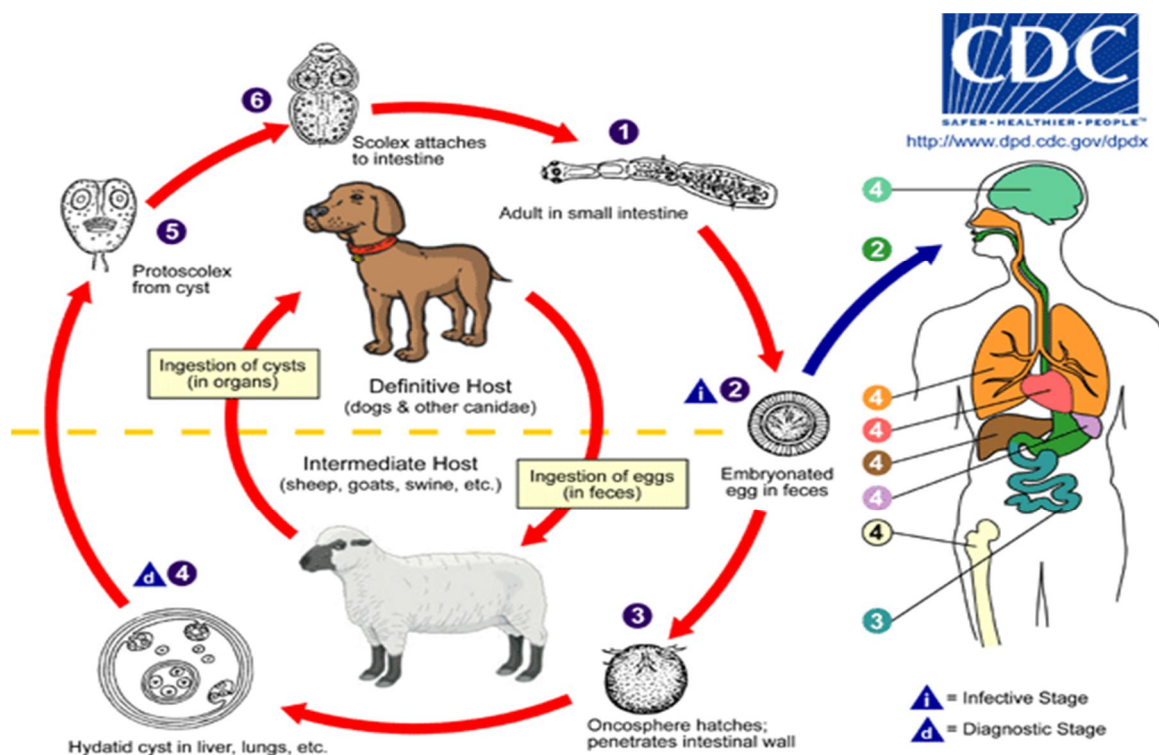 CDC
SAFER·HEALTHIER·PEOPLE™
http://www.dpd.cdc.gov/dpdx
6
Scolex attaches
to intestine
1
Adult in small intestine
5
Protoscolex
from cyst
Ingestion of cysts
(in organs)
Definitive Host
(dogs & other canidae)
i 2
Embryonated
egg in feces
Intermediate Host
(sheep, goats, swine, etc.)
Ingestion of eggs
(in feces)
d 4
Hydatid cyst in liver, lungs, etc.
3
Oncosphere hatches;
penetrates intestinal wall
4
2
4
4
4
4
4
3
i = Infective Stage
d = Diagnostic Stage